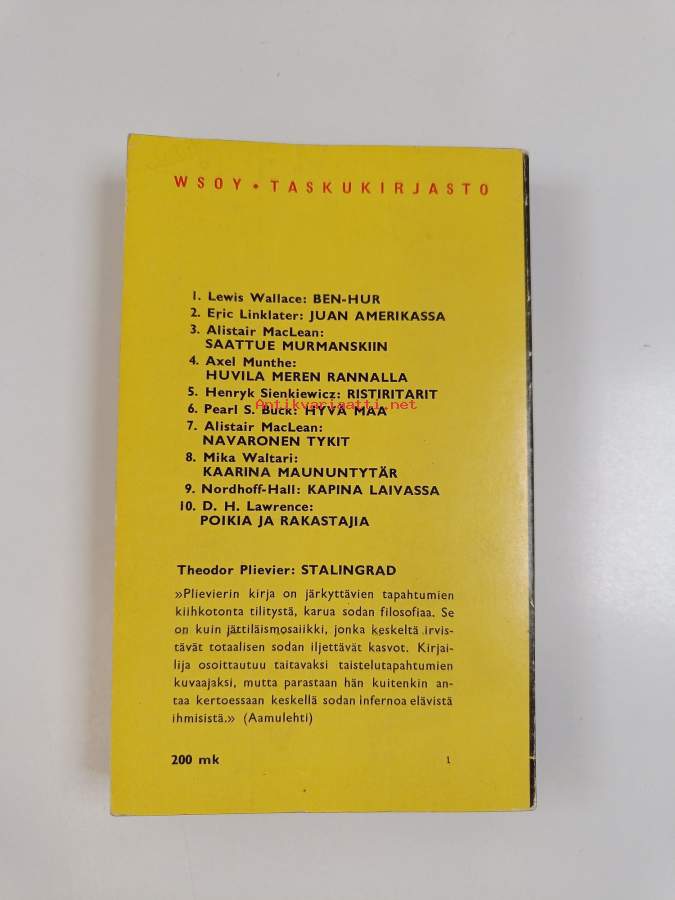 WSOY • TASKUKIRJASTO
1. Lewis Wallace: BEN-HUR
2. Eric Linklater: JUAN AMERIKASSA
3. Alistair MacLean:
SAATTUE MURMANSKIIN
4. Axel Munthe:
HUVILA MEREN RANNALLA
5. Henryk Sienkiewicz: RISTIRITARIT
Antikvariaatti.net
6. Pearl S. Buck: HYVÄ MAA
7. Alistair MacLean:
NAVARONEN TYKIT
8. Mika Waltari:
KAARINA MAUNUNTYTÄR
9. Nordhoff-Hall: KAPINA LAIVASSA
10. D. H. Lawrence:
POIKIA JA RAKASTAJIA
Theodor Plievier: STALINGRAD
»Plievierin kirja on järkyttävien tapahtumien
kiihkotonta tilitystä, karua sodan filosofiaa. Se
on kuin jättiläismosaiikki, jonka keskeltä irvis-
tävät totaalisen sodan iljettävät kasvot. Kirjai-
lija osoittautuu taitavaksi taistelutapahtumien
kuvaajaksi, mutta parastaan hän kuitenkin an-
taa kertoessaan keskellä sodan infernoa elävistä
ihmisistä.» (Aamulehti)
200 mk 1